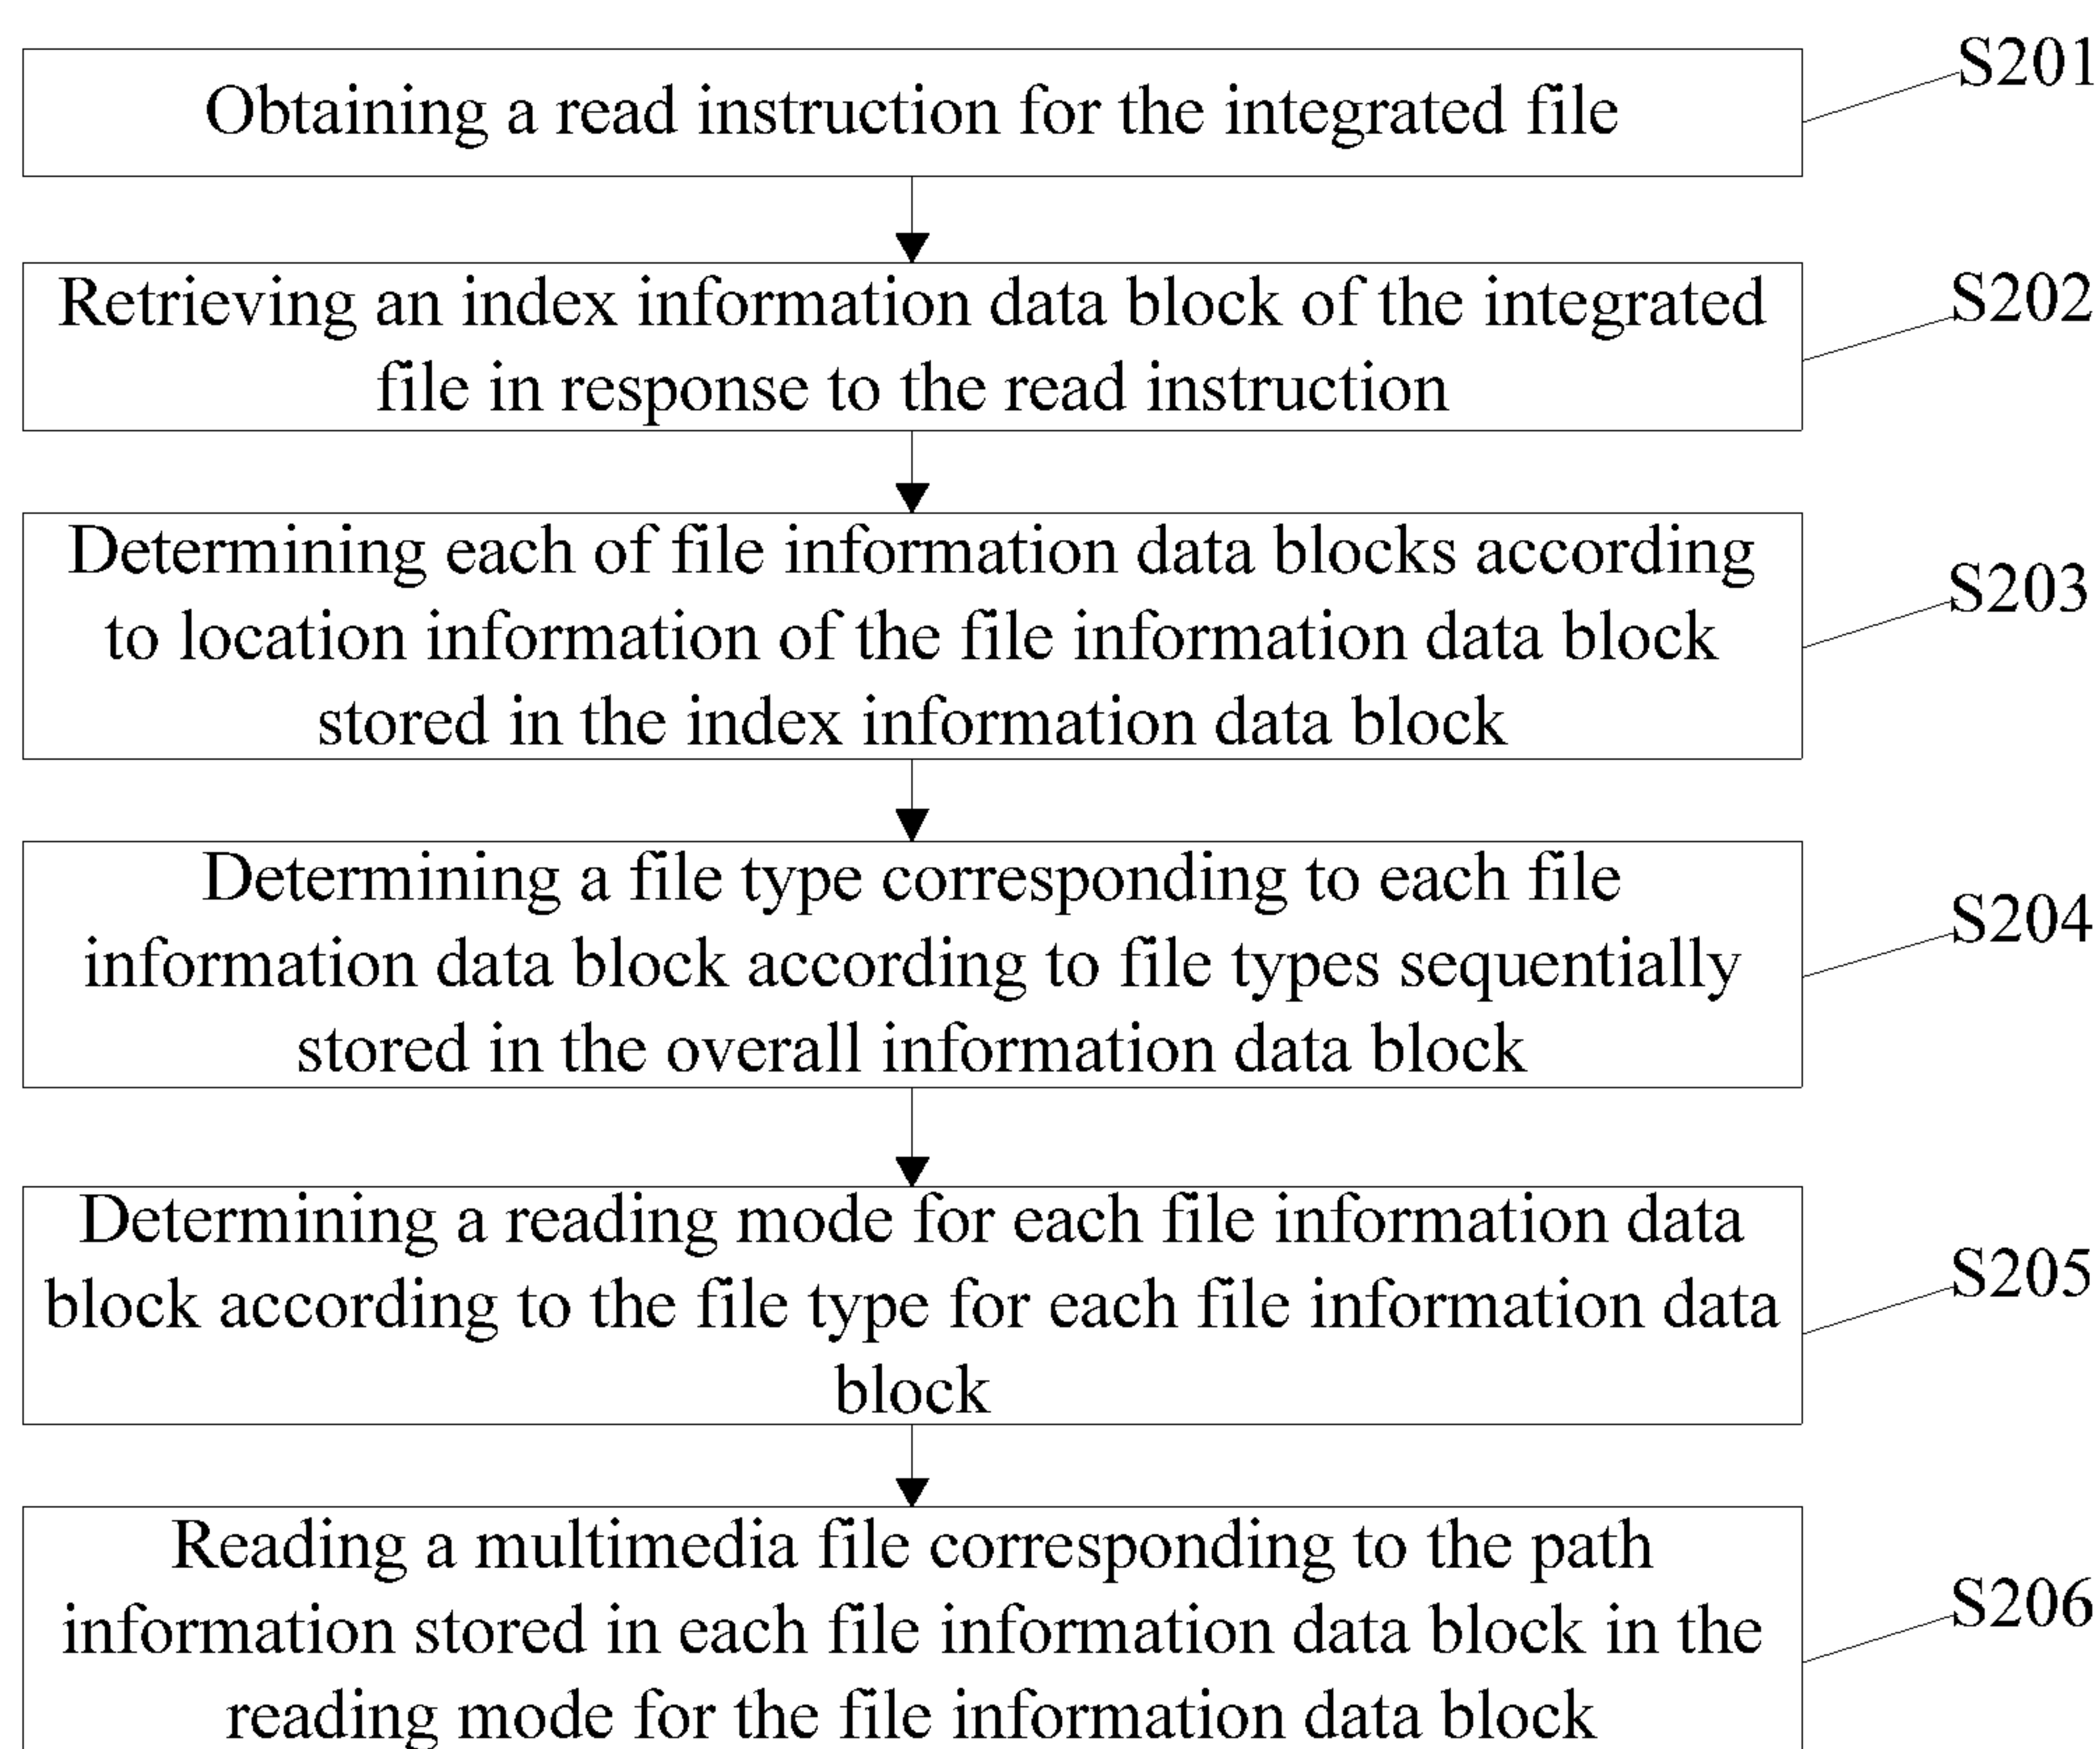 Obtaining a read instruction for the integrated file
S201
Retrieving an index information data block of the integrated
file in response to the read instruction
S202
Determining each of file information data blocks according
to location information of the file information data block
stored in the index information data block
S203
Determining a file type corresponding to each file
information data block according to file types sequentially
stored in the overall information data block
S204
Determining a reading mode for each file information data
block according to the file type for each file information data
block
S205
Reading a multimedia file corresponding to the path
information stored in each file information data block in the
reading mode for the file information data block
S206